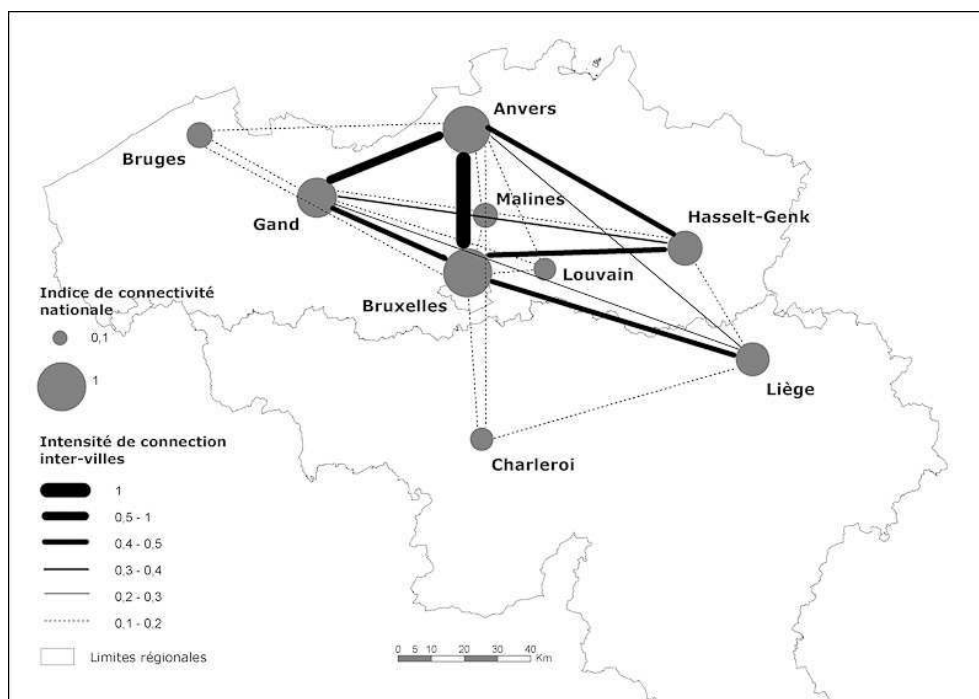 Anvers
Bruges
Malines
Gand
Hasselt-Genk
Louvain
Bruxelles
Liège
Charleroi
Indice de connectivité
nationale
0,1
1
Intensité de connection
inter-villes
1
0.5 - 1
0.4 - 0.5
0.3 - 0.4
0.2 - 0.3
0.1 - 0.2
Limites régionales
0 5 10 20 30 40
Km